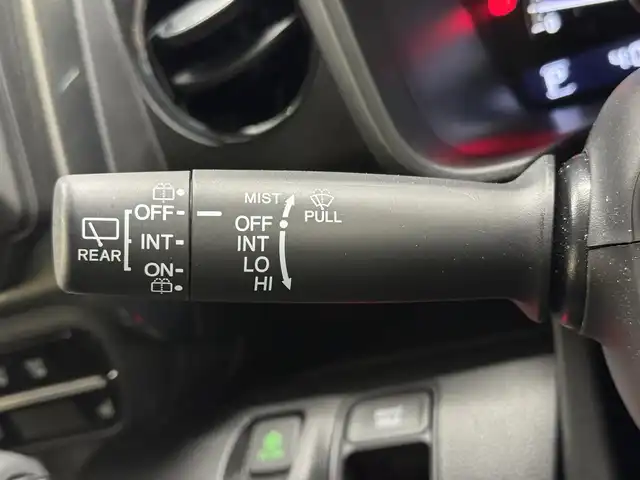 REAR
OFF
INT
ON
MIST
OFF
INT
LO
HI
PULL